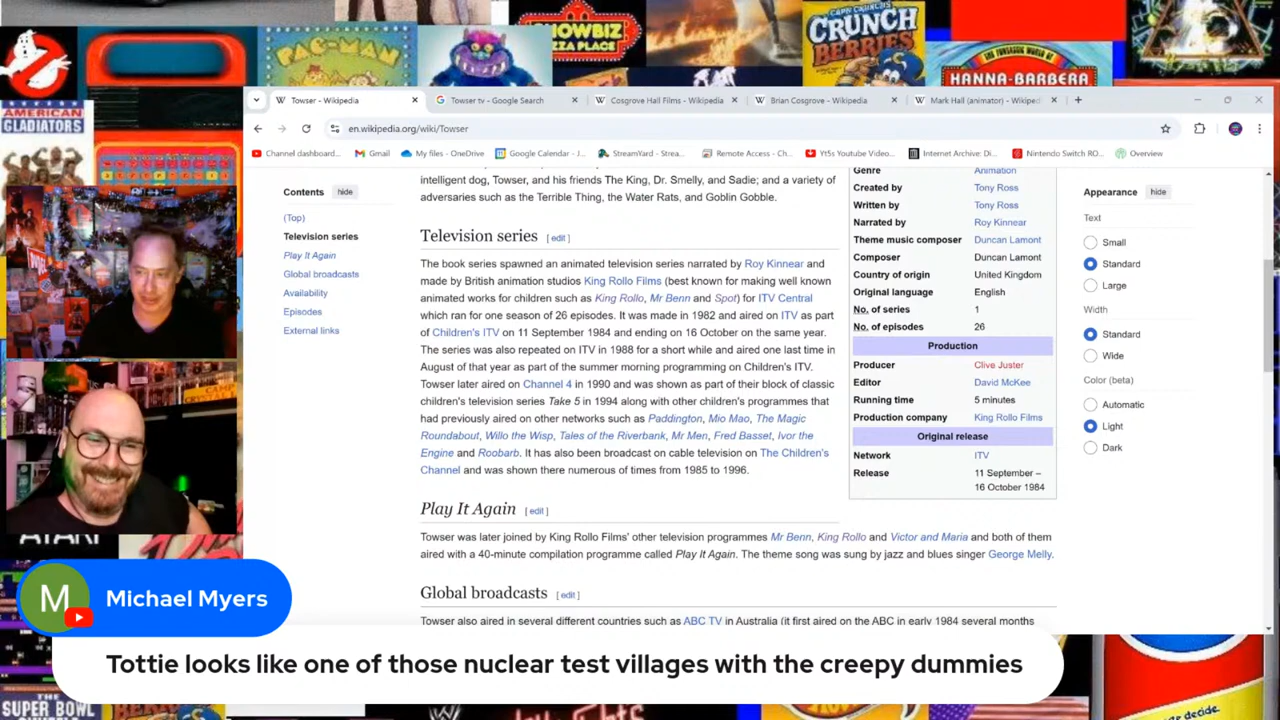 SHOWBIZ
PIZZA PLACE
PAC-MAN
CAP'N CRUNCH'S
CRUNCH
BERRIES
THE FUNTASTIC WORLD OF
HANNA-BARBERA
AMERICAN
GLADIATORS
Towser - Wikipedia
Towser tv - Google Search
Cosgrove Hall Films - Wikipedia
Brian Cosgrove - Wikipedia
Mark Hall (animator) - Wikiped
en.wikipedia.org/wiki/Towser
Channel dashboard...
Gmail
My files - OneDrive
Google Calendar - J...
StreamYard - Strea...
Remote Access - Ch...
Yt5s Youtube Video...
Internet Archive: Di...
Nintendo Switch RO...
Overview
Contents hide
(Top)
Television series
Play It Again
Global broadcasts
Availability
Episodes
External links
intelligent dog, Towser, and his friends The King, Dr. Smelly, and Sadie; and a variety of
adversaries such as the Terrible Thing, the Water Rats, and Goblin Gobble.
Television series [ edit ]
The book series spawned an animated television series narrated by Roy Kinnear and
made by British animation studios King Rollo Films (best known for making well known
animated works for children such as King Rollo, Mr Benn and Spot) for ITV Central
which ran for one season of 26 episodes. It was made in 1982 and aired on ITV as part
of Children's ITV on 11 September 1984 and ending on 16 October on the same year.
The series was also repeated on ITV in 1988 for a short while and aired one last time in
August of that year as part of the summer morning programming on Children's ITV.
Towser later aired on Channel 4 in 1990 and was shown as part of their block of classic
children's television series Take 5 in 1994 along with other children's programmes that
had previously aired on other networks such as Paddington, Mio Mao, The Magic
Roundabout, Willo the Wisp, Tales of the Riverbank, Mr Men, Fred Basset, Ivor the
Engine and Roobarb. It has also been broadcast on cable television on The Children's
Channel and was shown there numerous of times from 1985 to 1996.
Play It Again [ edit ]
Towser was later joined by King Rollo Films' other television programmes Mr Benn, King Rollo and Victor and Maria and both of them
aired with a 40-minute compilation programme called Play It Again. The theme song was sung by jazz and blues singer George Melly.
Global broadcasts [ edit ]
Towser also aired in several different countries such as ABC TV in Australia (it first aired on the ABC in early 1984 several months
Genre Animation
Created by Tony Ross
Written by Tony Ross
Narrated by Roy Kinnear
Theme music composer Duncan Lamont
Composer Duncan Lamont
Country of origin United Kingdom
Original language English
No. of series 1
No. of episodes 26
Production
Producer Clive Juster
Editor David McKee
Running time 5 minutes
Production company King Rollo Films
Original release
Network ITV
Release 11 September –
16 October 1984
Appearance hide
Text
Small
Standard
Large
Width
Standard
Wide
Color (beta)
Automatic
Light
Dark
CAMP
ATARI
M
Michael Myers
Tottie looks like one of those nuclear test villages with the creepy dummies
THE
SUPER BOWL
decide.